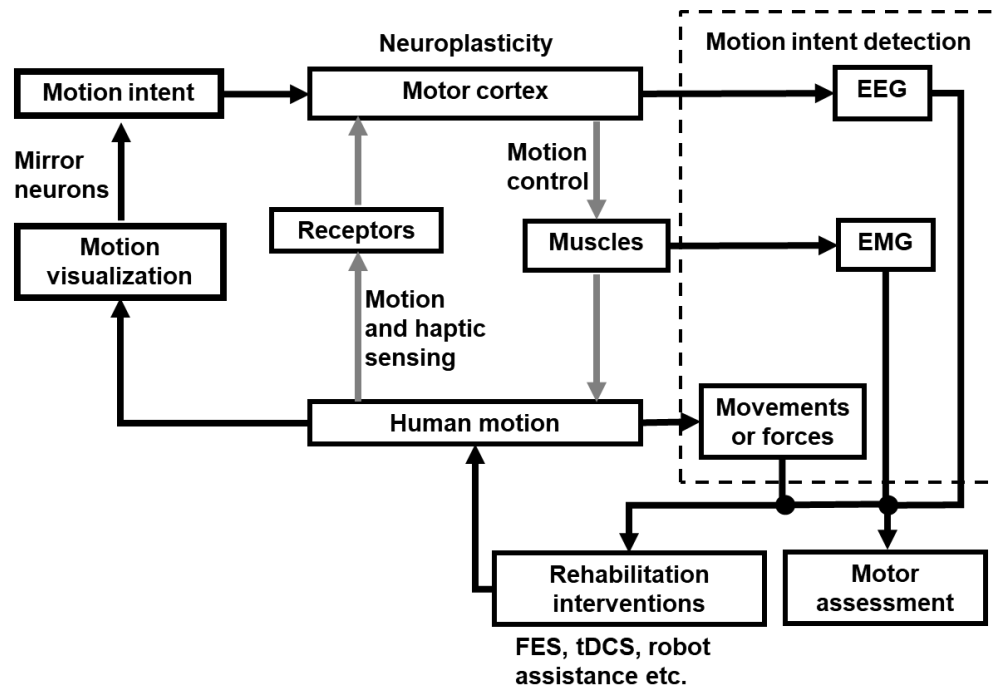 Neuroplasticity
Motion intent detection
Motion intent
Motor cortex
EEG
Mirror
neurons
Motion
control
Receptors
Muscles
EMG
Motion
visualization
Motion
and haptic
sensing
Human motion
Movements
or forces
Rehabilitation
interventions
Motor
assessment
FES, tDCS, robot
assistance etc.